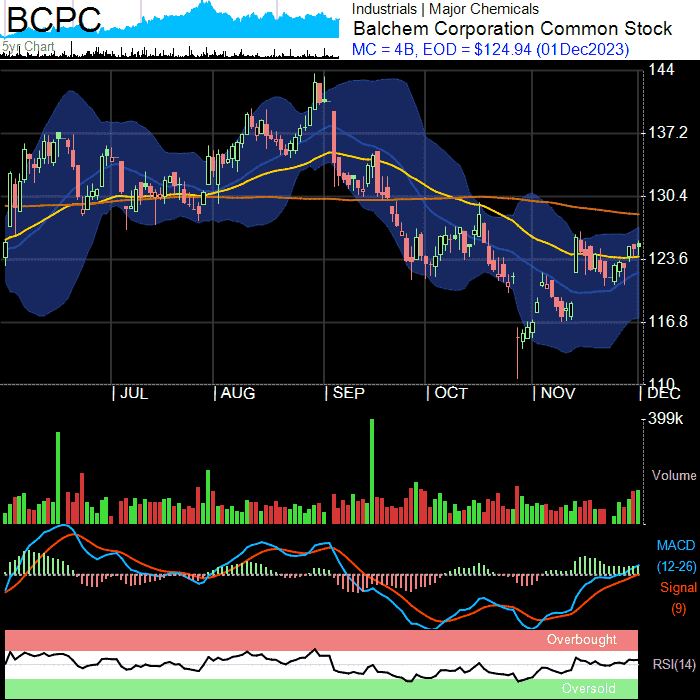 BCPC
5yr Chart
Industrials | Major Chemicals
Balchem Corporation Common Stock
MC = 4B, EOD = $124.94 (01Dec2023)
144
137.2
130.4
123.6
116.8
110
| JUL
| AUG
| SEP
| OCT
| NOV
| DEC
399k
Volume
MACD
(12-26)
Signal
(9)
Overbought
RSI(14)
Oversold